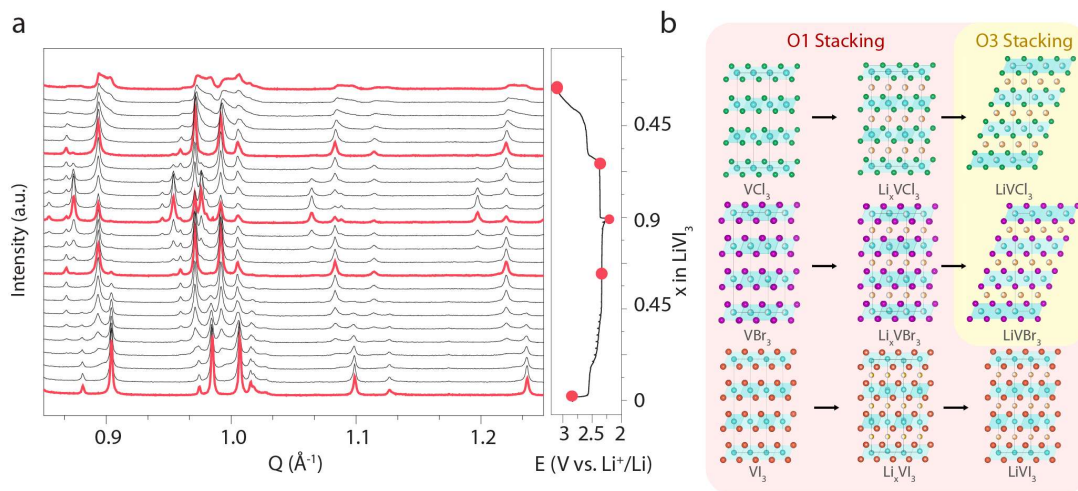 a
Intensity (a.u.)
0.9 1.0 1.1 1.2
Q (Å⁻¹)
3 2.5 2
E (V vs. Li⁺/Li)
0.45
0.9
0.45
0
x in LiVI₃
b
O1 Stacking
O3 Stacking
VCl₃
LiₓVCl₃
LiVCl₃
VBr₃
LiₓVBr₃
LiVBr₃
VI₃
LiₓVI₃
LiVI₃